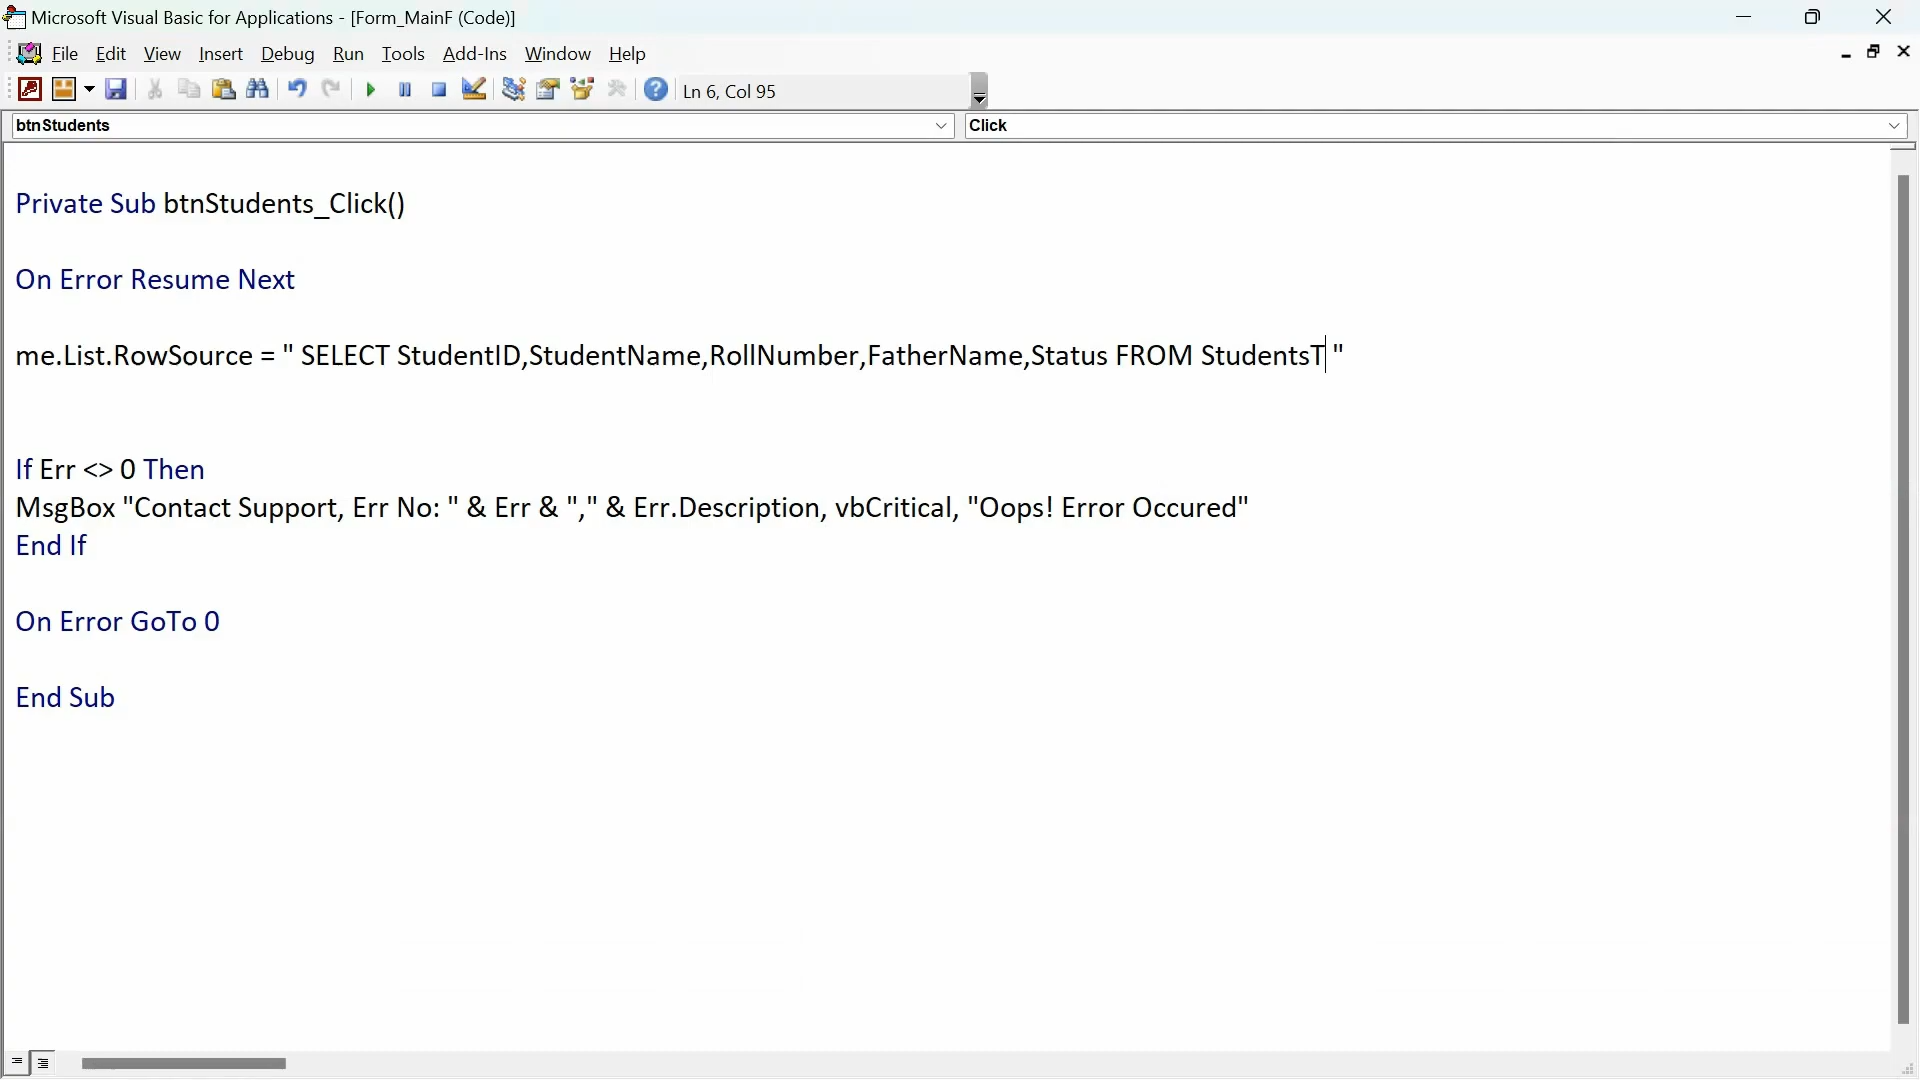 Microsoft Visual Basic for Applications - [Form_MainF (Code)]
File Edit View Insert Debug Run Tools Add-Ins Window Help
Ln 6, Col 95
btnStudents Click
Private Sub btnStudents_Click()
On Error Resume Next
me.List.RowSource = " SELECT StudentID,StudentName,RollNumber,FatherName,Status FROM StudentsT "
If Err <> 0 Then
MsgBox "Contact Support, Err No: " & Err & "," & Err.Description, vbCritical, "Oops! Error Occured"
End If
On Error GoTo 0
End Sub